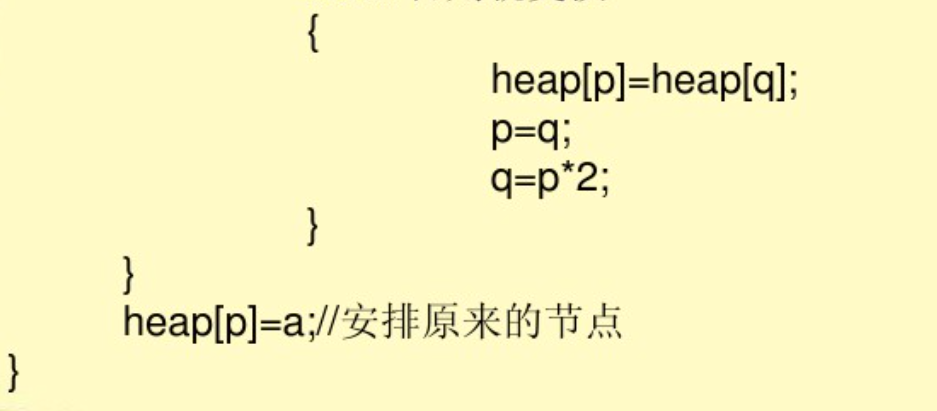 {
heap[p]=heap[q];
p=q;
q=p*2;
}
}
heap[p]=a;//安排原来的节点
}